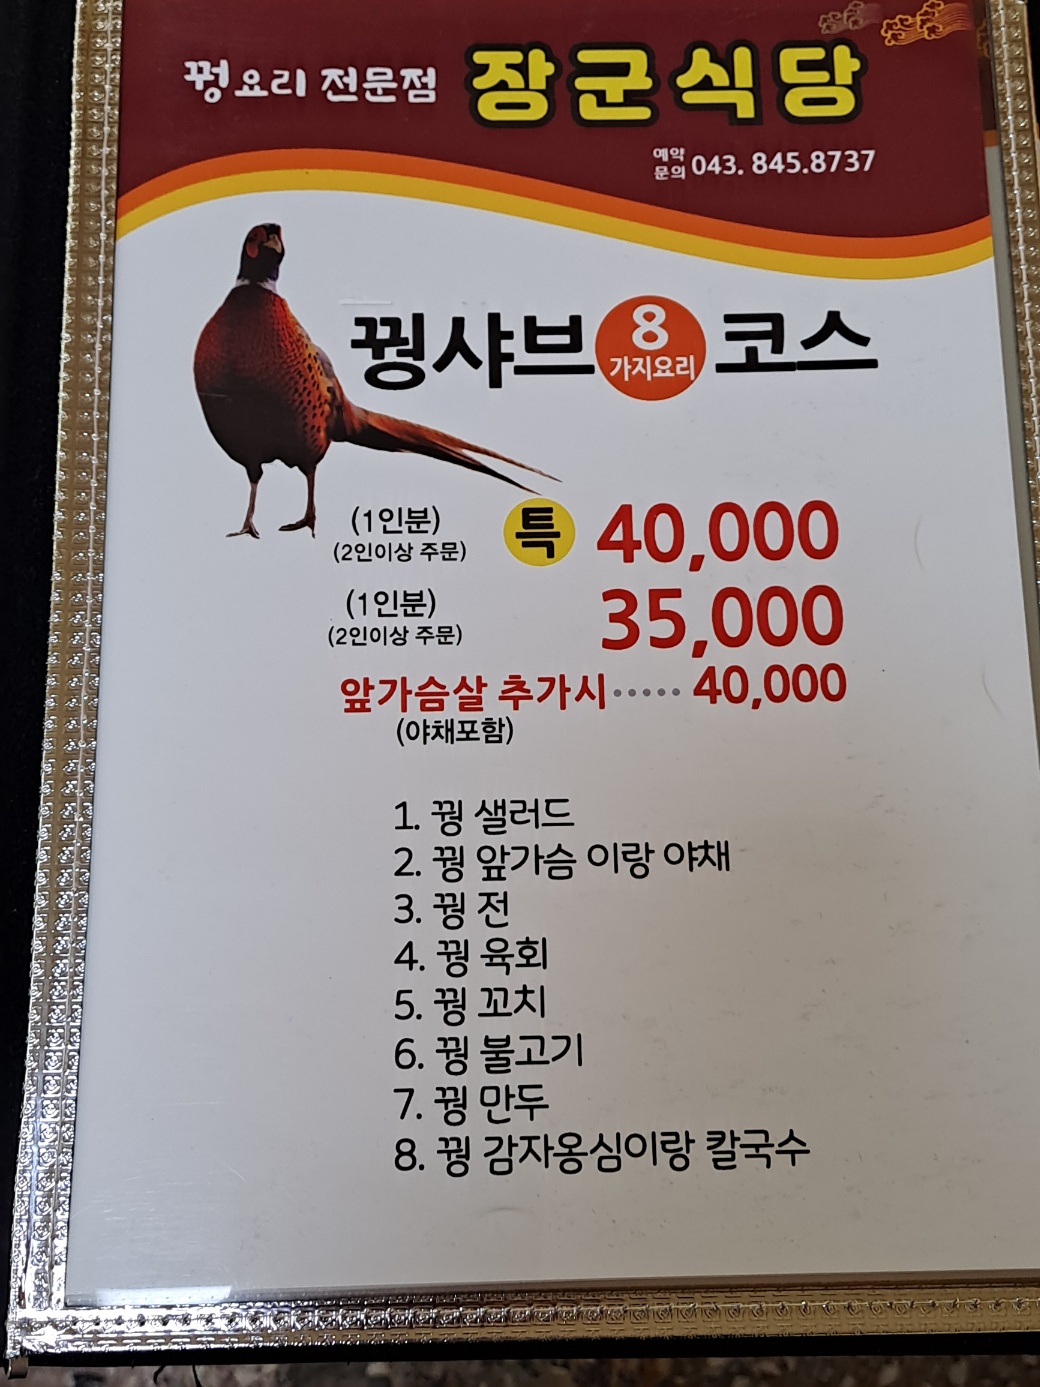 꿩요리 전문점 장군식당
예약
문의 043. 845.8737
꿩샤브 8 가지요리 코스
(1인분) 특 40,000
(2인이상 주문)
(1인분) 35,000
(2인이상 주문)
앞가슴살 추가시····· 40,000
(야채포함)
1. 꿩 샐러드
2. 꿩 앞가슴 이랑 야채
3. 꿩 전
4. 꿩 육회
5. 꿩 꼬치
6. 꿩 불고기
7. 꿩 만두
8. 꿩 감자옹심이랑 칼국수